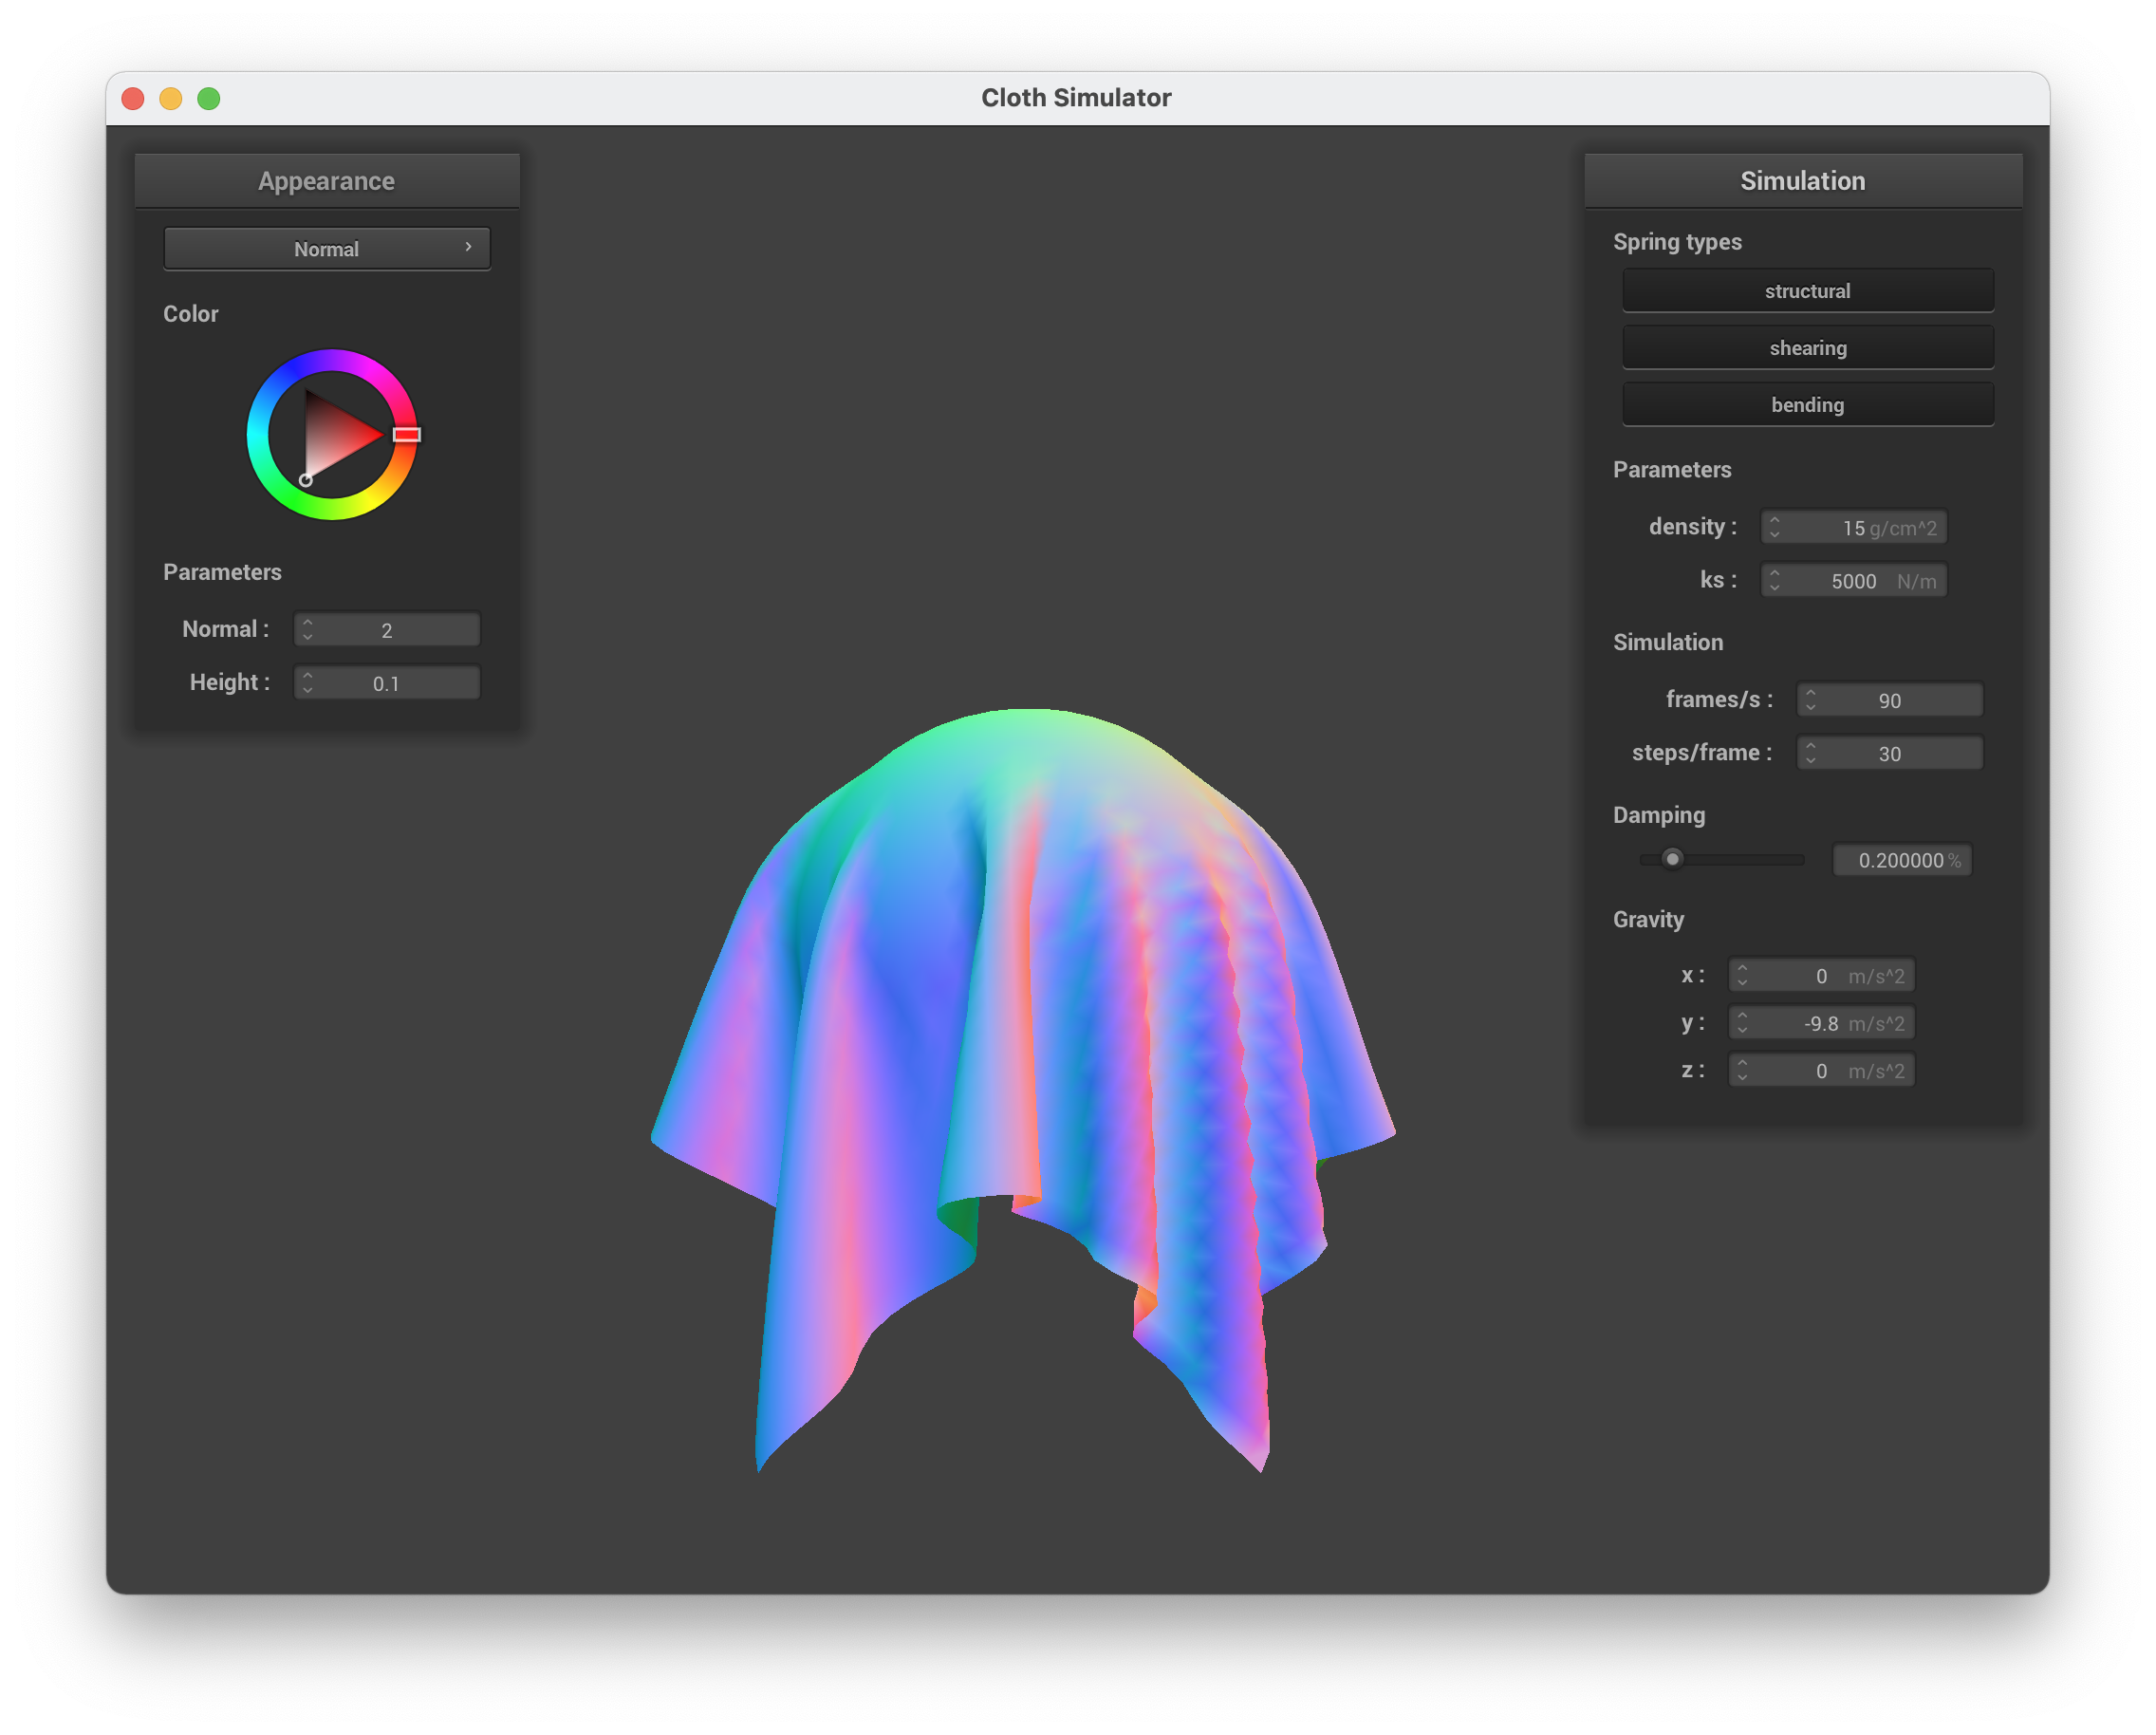 Cloth Simulator
Appearance
Normal
Color
Parameters
Normal : 2
Height : 0.1
Simulation
Spring types
structural
shearing
bending
Parameters
density : 15 g/cm^2
ks : 5000 N/m
Simulation
frames/s : 90
steps/frame : 30
Damping
0.200000 %
Gravity
x : 0 m/s^2
y : -9.8 m/s^2
z : 0 m/s^2